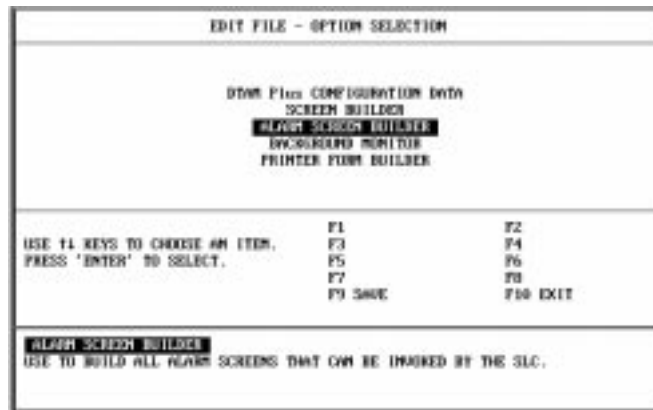 EDIT FILE - OPTION SELECTION
DTAM Plus CONFIGURATION DATA
SCREEN BUILDER
ALARM SCREEN BUILDER
BACKGROUND MONITOR
PRINTER FORM BUILDER
USE ↑↓ KEYS TO CHOOSE AN ITEM.
PRESS 'ENTER' TO SELECT.
F1 F2
F3 F4
F5 F6
F7 F8
F9 SAVE F10 EXIT
ALARM SCREEN BUILDER
USE TO BUILD ALL ALARM SCREENS THAT CAN BE INVOKED BY THE SLC.